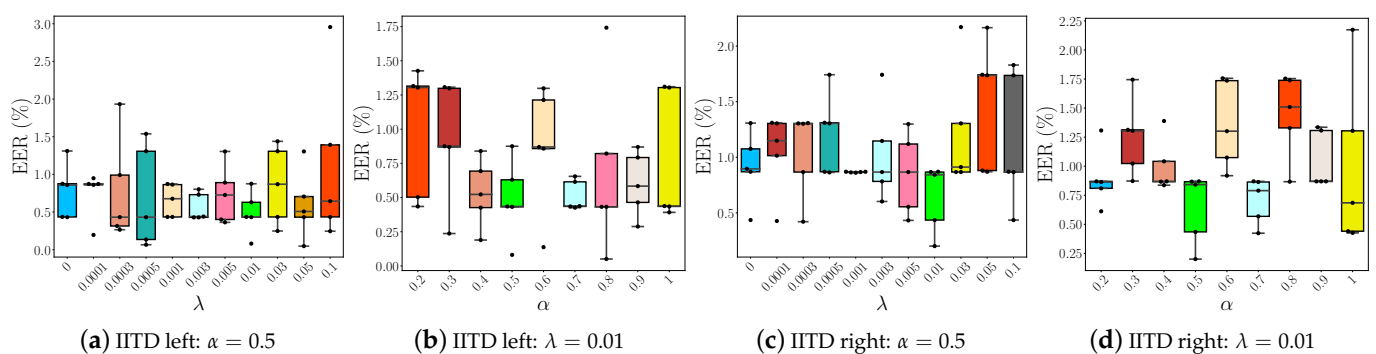 EER (%)
3.0
2.5
2.0
1.5
1.0
0.5
0.0
0 0.0001 0.0003 0.0005 0.001 0.003 0.005 0.01 0.03 0.05 0.1
λ
(a) IITD left: α = 0.5
EER (%)
1.75
1.50
1.25
1.00
0.75
0.50
0.25
0.00
0.2 0.3 0.4 0.5 0.6 0.7 0.8 0.9 1
α
(b) IITD left: λ = 0.01
EER (%)
2.0
1.5
1.0
0.5
0 0.0001 0.0003 0.0005 0.001 0.003 0.005 0.01 0.03 0.05 0.1
λ
(c) IITD right: α = 0.5
EER (%)
2.25
2.00
1.75
1.50
1.25
1.00
0.75
0.50
0.25
0.2 0.3 0.4 0.5 0.6 0.7 0.8 0.9 1
α
(d) IITD right: λ = 0.01